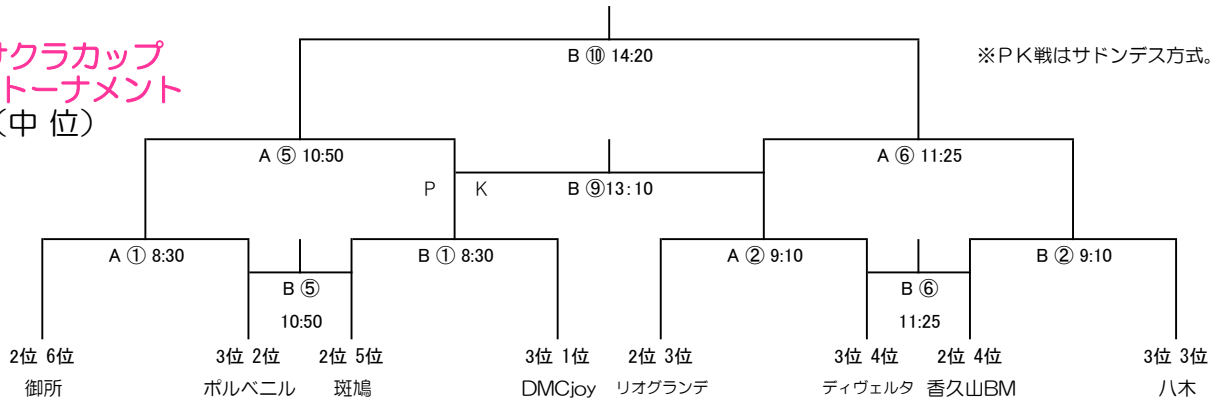 B ⑩ 14:20
※PK戦はサドンデス方式。
サクラカップ
トーナメント
(中 位)
A ⑤ 10:50
A ⑥ 11:25
P K
B ⑨13:10
A ① 8:30
B ① 8:30
A ② 9:10
B ② 9:10
B ⑤
10:50
B ⑥
11:25
2位 6位
3位 2位
2位 5位
3位 1位
2位 3位
3位 4位
2位 4位
3位 3位
御所
ポルベニル
斑鳩
DMCjoy
リオグランデ
ディヴェルタ
香久山BM
八木